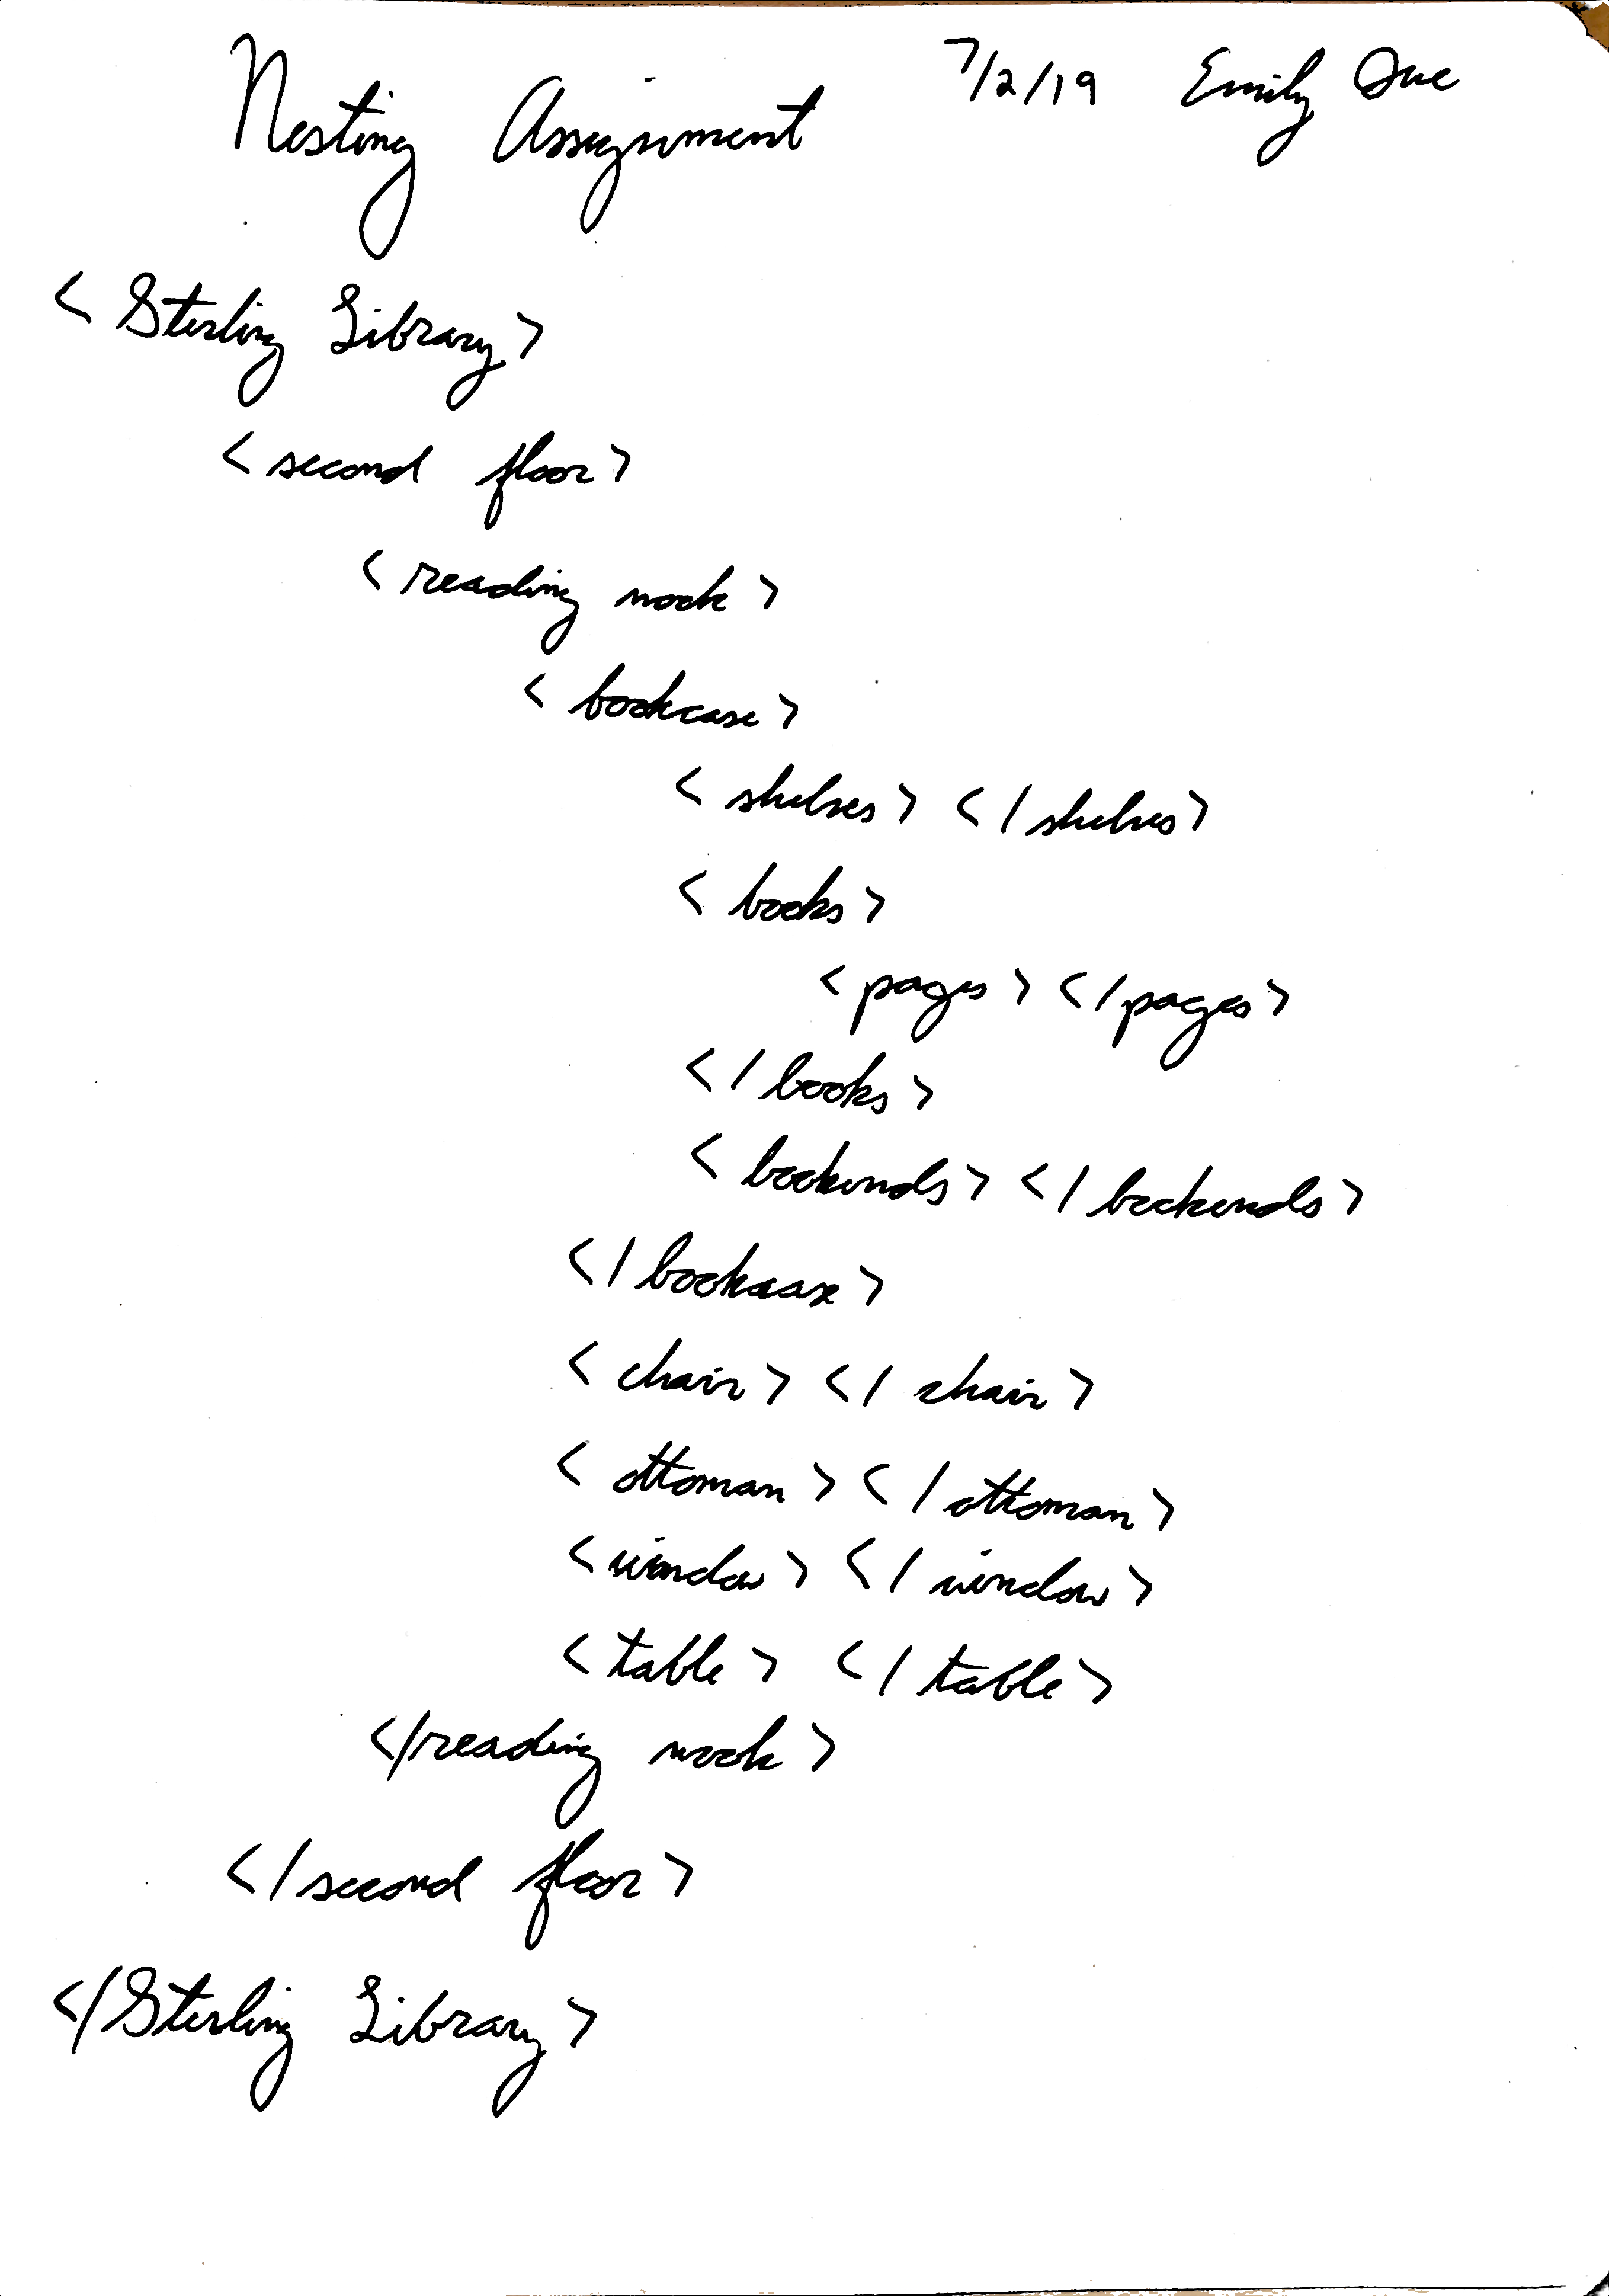 Nesting Assignment 7/2/19 Emily Sue
< Sterling Library >
< second floor >
< reading nook >
< bookcase >
< shelves > </ shelves >
< books >
< pages > </ pages >
</ books >
< bookends > </ bookends >
</ bookcase >
< chair > </ chair >
< ottoman > </ ottoman >
< window > </ window >
< table > </ table >
</reading nook >
</ second floor >
</Sterling Library >